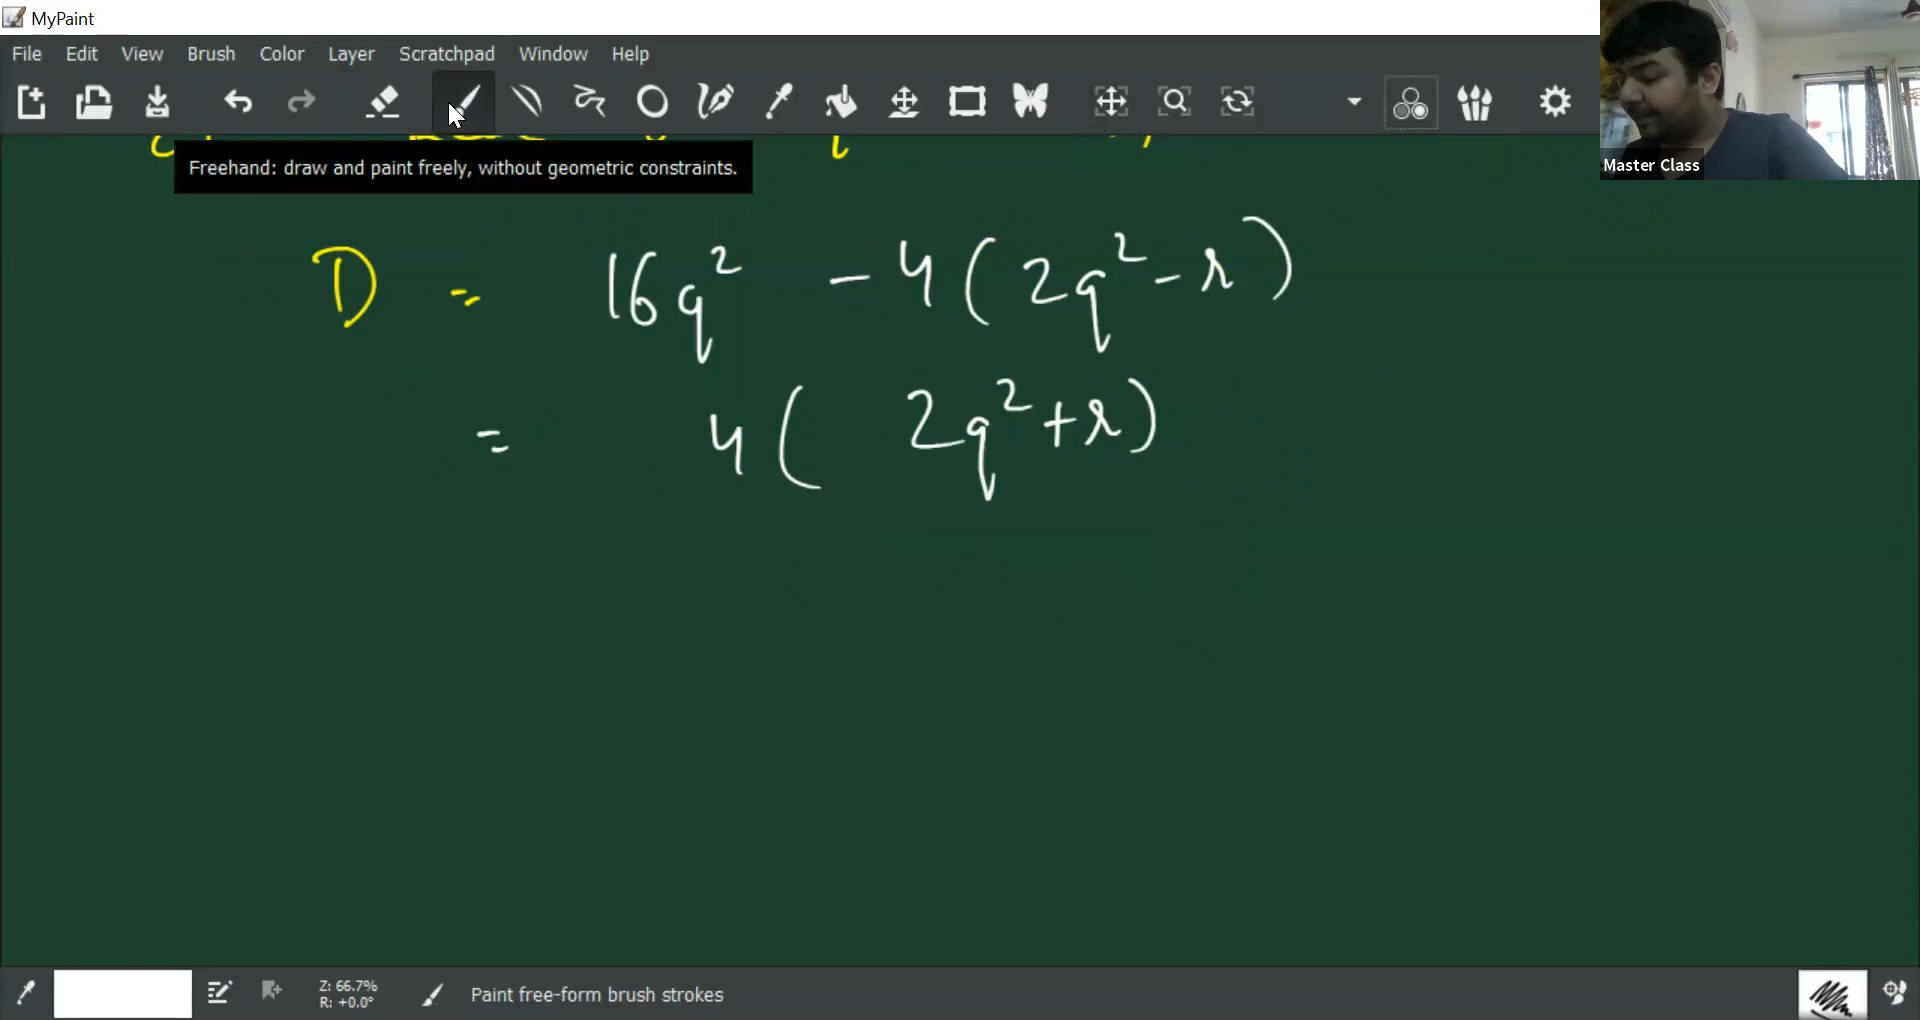 MyPaint
File Edit View Brush Color Layer Scratchpad Window Help
Master Class
Freehand: draw and paint freely, without geometric constraints.
D = 16q² - 4(2q² - r)
= 4( 2q² + r)
Z: 66.7%
R: +0.0°
Paint free-form brush strokes